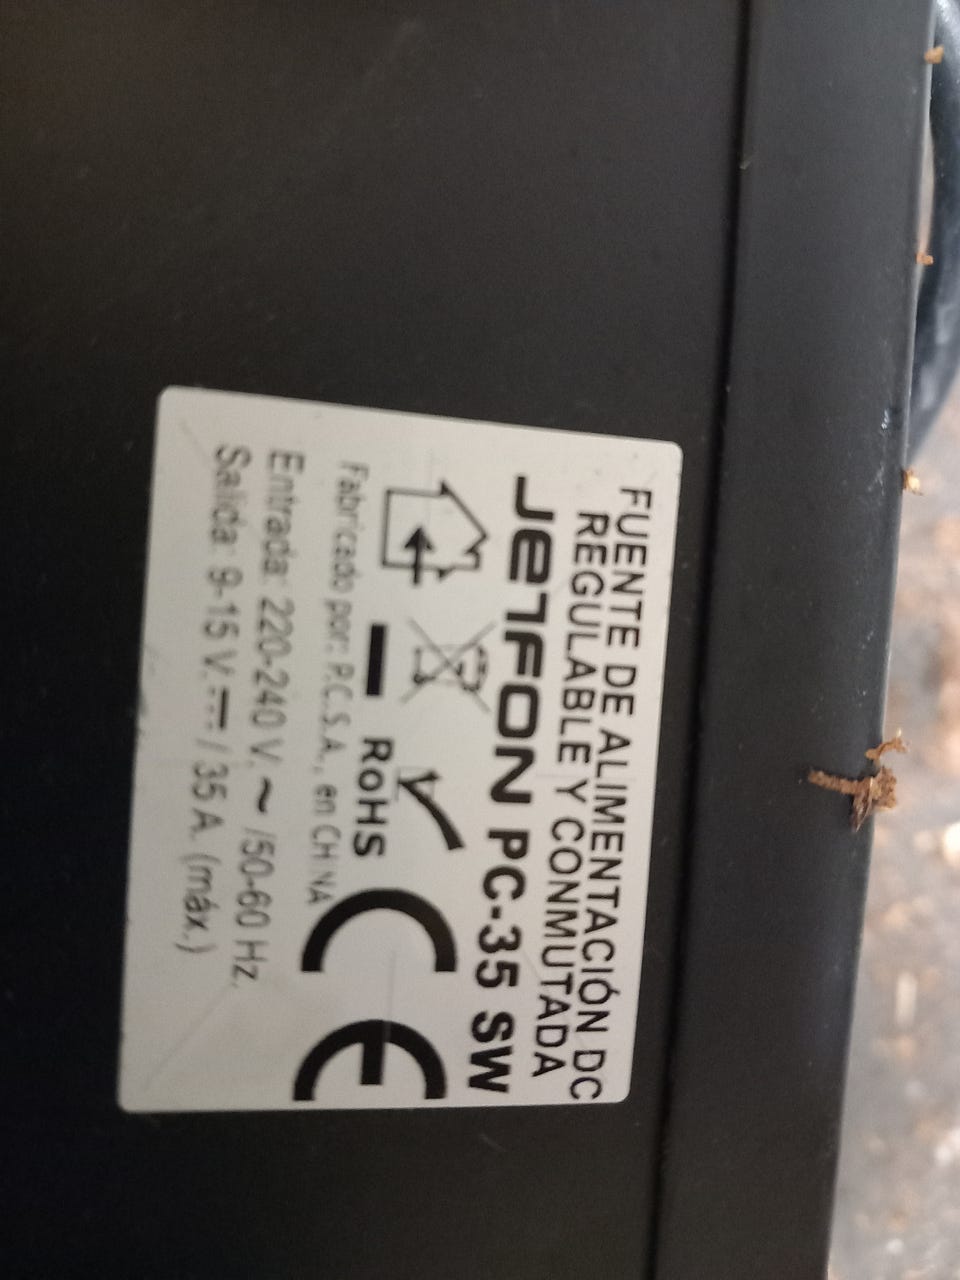 FUENTE DE ALIMENTACIÓN DC
REGULABLE Y CONMUTADA
JETFON PC-35 SW
RoHS CE
Fabricado por: P.C.S.A., en CHINA
Entrada: 220-240 V. ~ /50-60 Hz.
Salida: 9-15 V. ⎓ / 35 A. (máx.)